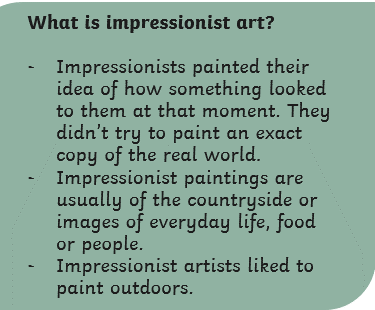 What is impressionist art?
- Impressionists painted their
idea of how something looked
to them at that moment. They
didn't try to paint an exact
copy of the real world.
- Impressionist paintings are
usually of the countryside or
images of everyday life, food
or people.
- Impressionist artists liked to
paint outdoors.